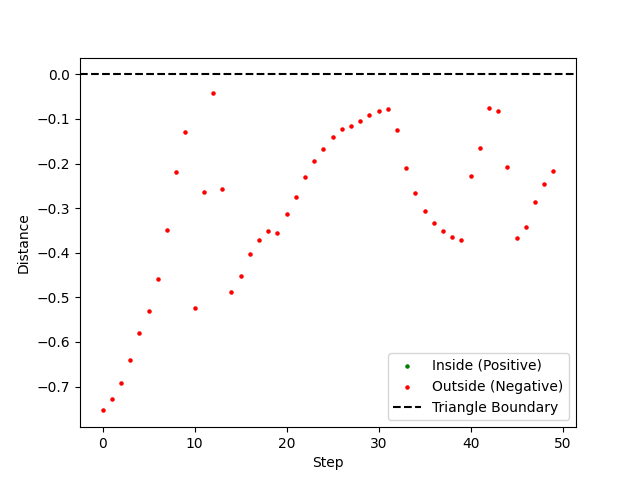 0.0
−0.1
−0.2
−0.3
−0.4
−0.5
−0.6
−0.7
Distance
Inside (Positive)
Outside (Negative)
Triangle Boundary
0 10 20 30 40 50
Step